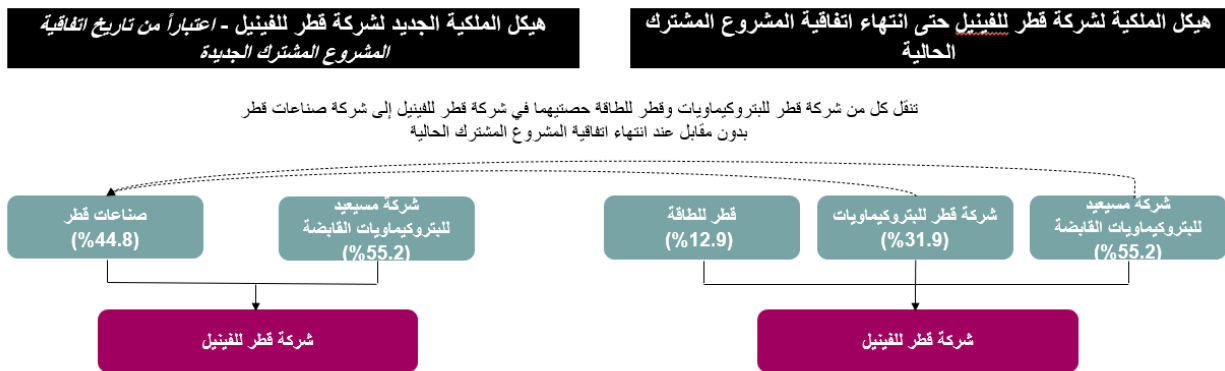 هيكل الملكية لشركة قطر للفينيل حتى انتهاء اتفاقية المشروع المشترك
الحالية
هيكل الملكية الجديد لشركة قطر للفينيل - اعتباراً من تاريخ اتفاقية
المشروع المشترك الجديدة
تنقل كل من شركة قطر للبتروكيماويات وقطر للطاقة حصتيهما في شركة قطر للفينيل إلى شركة صناعات قطر
بدون مقابل عند انتهاء اتفاقية المشروع المشترك الحالية
شركة مسيعيد
للبتروكيماويات القابضة
(%55.2)
شركة قطر للبتروكيماويات
(%31.9)
قطر للطاقة
(%12.9)
شركة مسيعيد
للبتروكيماويات القابضة
(%55.2)
صناعات قطر
(%44.8)
شركة قطر للفينيل
شركة قطر للفينيل